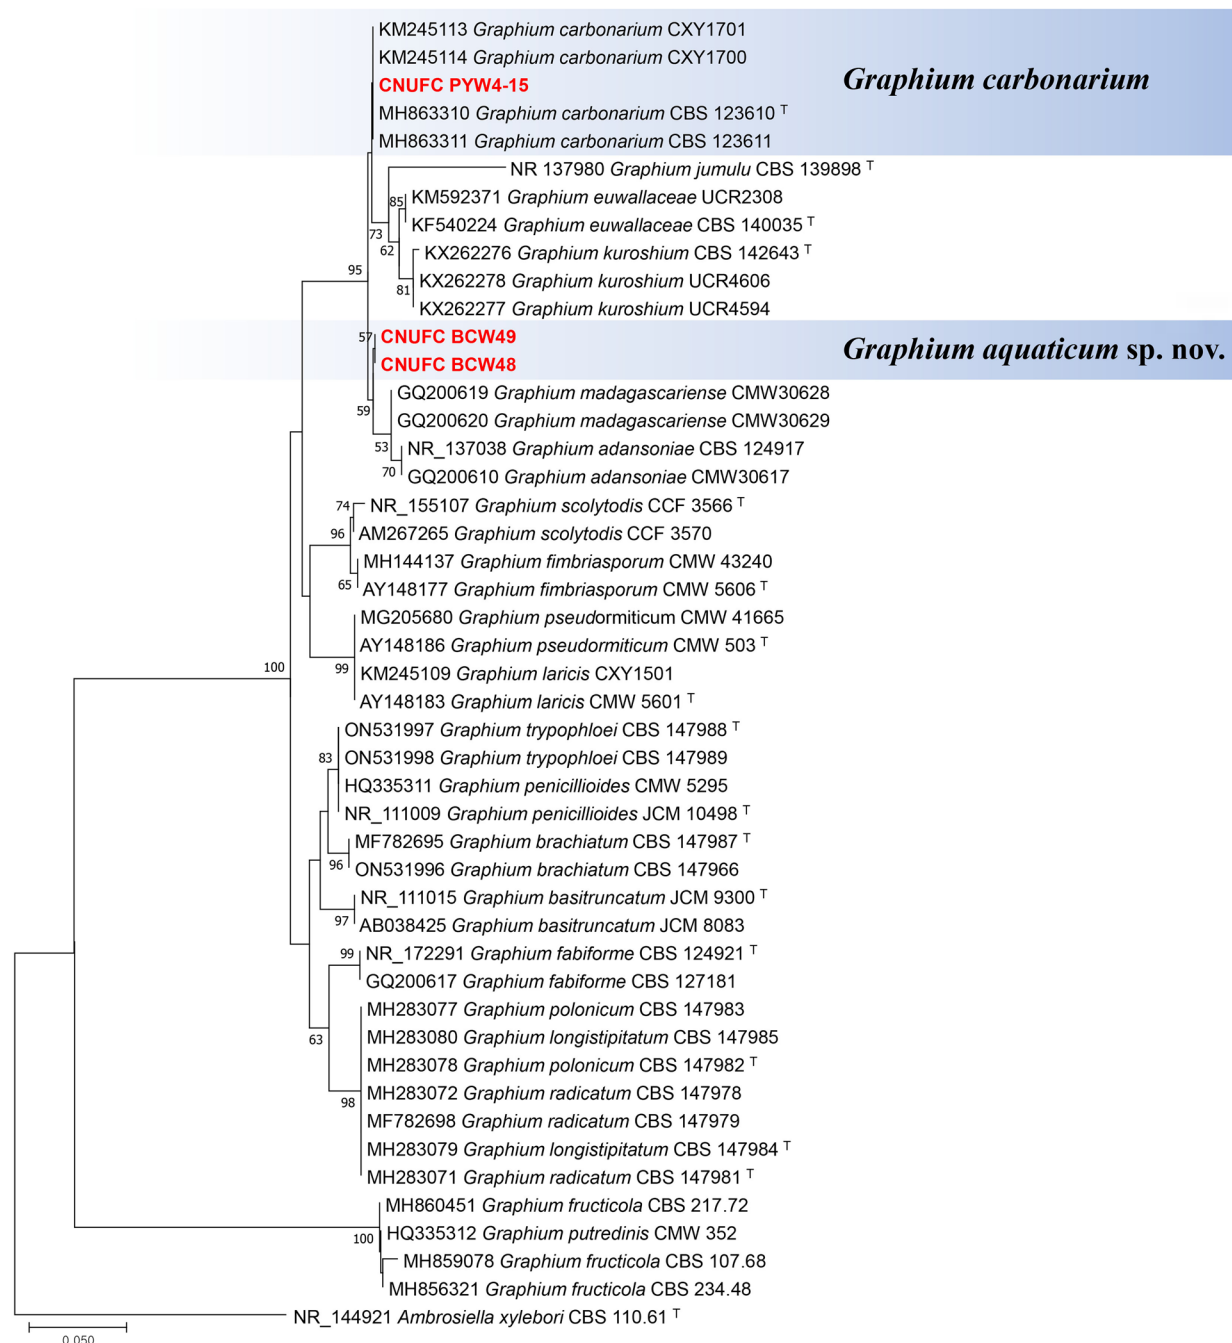 KM245113 Graphium carbonarium CXY1701
KM245114 Graphium carbonarium CXY1700
CNUFC PYW4-15
Graphium carbonarium
MH863310 Graphium carbonarium CBS 123610 T
MH863311 Graphium carbonarium CBS 123611
NR 137980 Graphium jumulu CBS 139898 T
85
KM592371 Graphium euwallaceae UCR2308
KF540224 Graphium euwallaceae CBS 140035 T
73
62
KX262276 Graphium kuroshium CBS 142643 T
95
KX262278 Graphium kuroshium UCR4606
81
KX262277 Graphium kuroshium UCR4594
57
CNUFC BCW49
Graphium aquaticum sp. nov.
CNUFC BCW48
GQ200619 Graphium madagascariense CMW30628
59
GQ200620 Graphium madagascariense CMW30629
53
NR_137038 Graphium adansoniae CBS 124917
70
GQ200610 Graphium adansoniae CMW30617
74
NR_155107 Graphium scolytodis CCF 3566 T
96
AM267265 Graphium scolytodis CCF 3570
MH144137 Graphium fimbriasporum CMW 43240
65
AY148177 Graphium fimbriasporum CMW 5606 T
MG205680 Graphium pseudormiticum CMW 41665
AY148186 Graphium pseudormiticum CMW 503 T
100
99
KM245109 Graphium laricis CXY1501
AY148183 Graphium laricis CMW 5601 T
ON531997 Graphium trypophloei CBS 147988 T
83
ON531998 Graphium trypophloei CBS 147989
HQ335311 Graphium penicillioides CMW 5295
NR_111009 Graphium penicillioides JCM 10498 T
MF782695 Graphium brachiatum CBS 147987 T
96
ON531996 Graphium brachiatum CBS 147966
NR_111015 Graphium basitruncatum JCM 9300 T
97
AB038425 Graphium basitruncatum JCM 8083
99
NR_172291 Graphium fabiforme CBS 124921 T
GQ200617 Graphium fabiforme CBS 127181
MH283077 Graphium polonicum CBS 147983
63
MH283080 Graphium longistipitatum CBS 147985
MH283078 Graphium polonicum CBS 147982 T
98
MH283072 Graphium radicatum CBS 147978
MF782698 Graphium radicatum CBS 147979
MH283079 Graphium longistipitatum CBS 147984 T
MH283071 Graphium radicatum CBS 147981 T
MH860451 Graphium fructicola CBS 217.72
100
HQ335312 Graphium putredinis CMW 352
MH859078 Graphium fructicola CBS 107.68
MH856321 Graphium fructicola CBS 234.48
NR_144921 Ambrosiella xylebori CBS 110.61 T
0.050